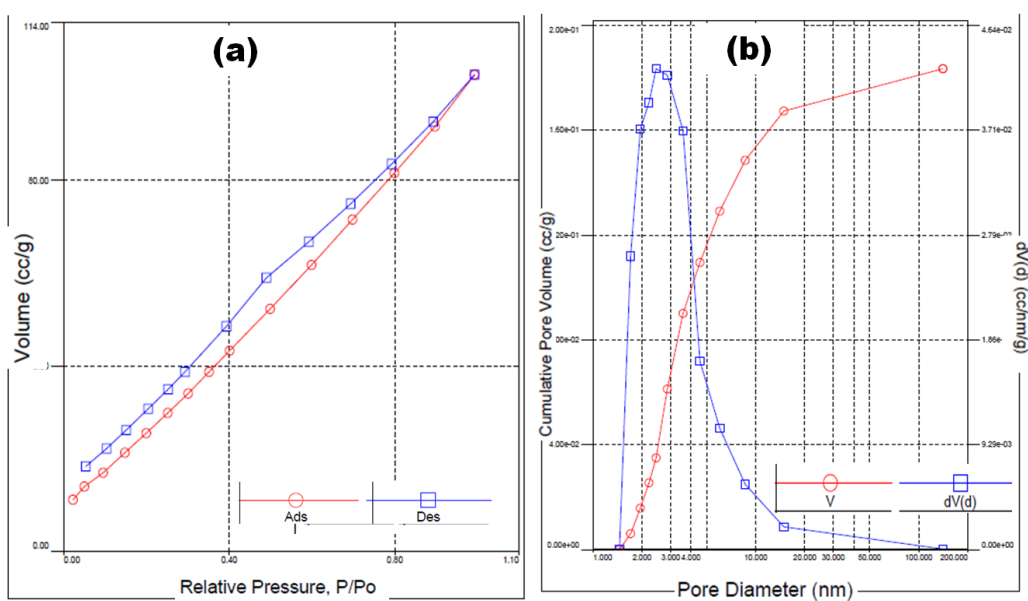 (a)
114.00
80.00
0.00
0.00
0.40
0.80
1.10
Volume (cc/g)
Relative Pressure, P/Po
Ads
Des
(b)
2.00e-01
1.60e-01
20e-01
00e-02
4.00e-02
0.00e+00
4.64e-02
3.71e-02
2.79e-02
1.86e-
9.29e-03
0.00e+00
1.000
2.000
3.000
4.000
10.000
20.000
30.000
50.000
100.000
200.000
Cumulative Pore Volume (cc/g)
dV(d) (cc/nm/g)
Pore Diameter (nm)
V
dV(d)